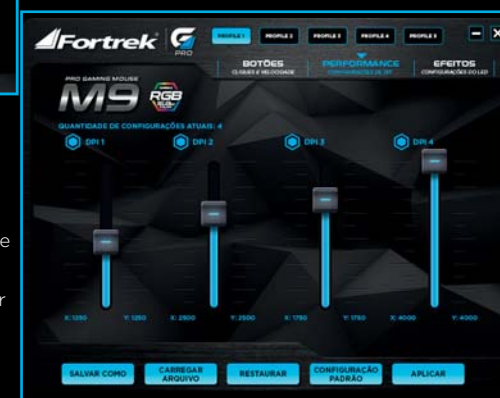 Fortrek G PRO
PROFILE 1 PROFILE 2 PROFILE 3 PROFILE 4 PROFILE 5
BOTÕES PERFORMANCE EFEITOS
CLIQUES E VELOCIDADE CONFIGURAÇÕES DE DPI CONFIGURAÇÕES DO LED
PRO GAMING MOUSE
M9 RGB
QUANTIDADE DE CONFIGURAÇÕES ATUAIS: 4
DPI 1 DPI 2 DPI 3 DPI 4
e
r
X: 1250 Y: 1250 X: 2500 Y: 2500 X: 1750 Y: 1750 X: 4000 Y: 4000
SALVAR COMO CARREGAR ARQUIVO RESTAURAR CONFIGURAÇÃO PADRÃO APLICAR